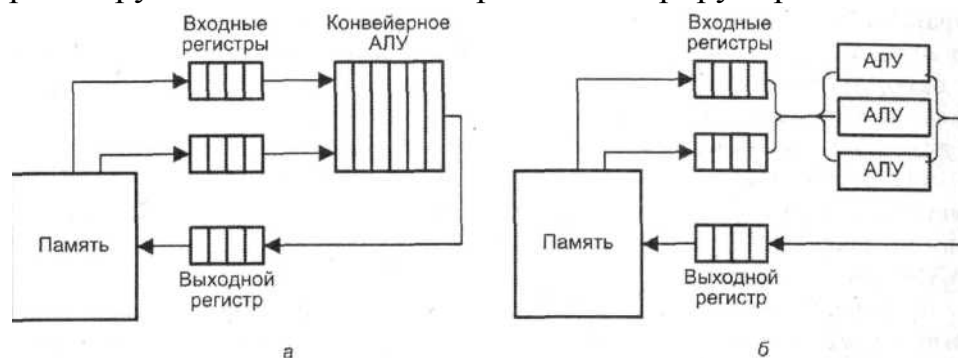 Входные
регистры
Конвейерное
АЛУ
Память
Выходной
регистр
а
Входные
регистры
АЛУ
АЛУ
АЛУ
Память
Выходной
регистр
б